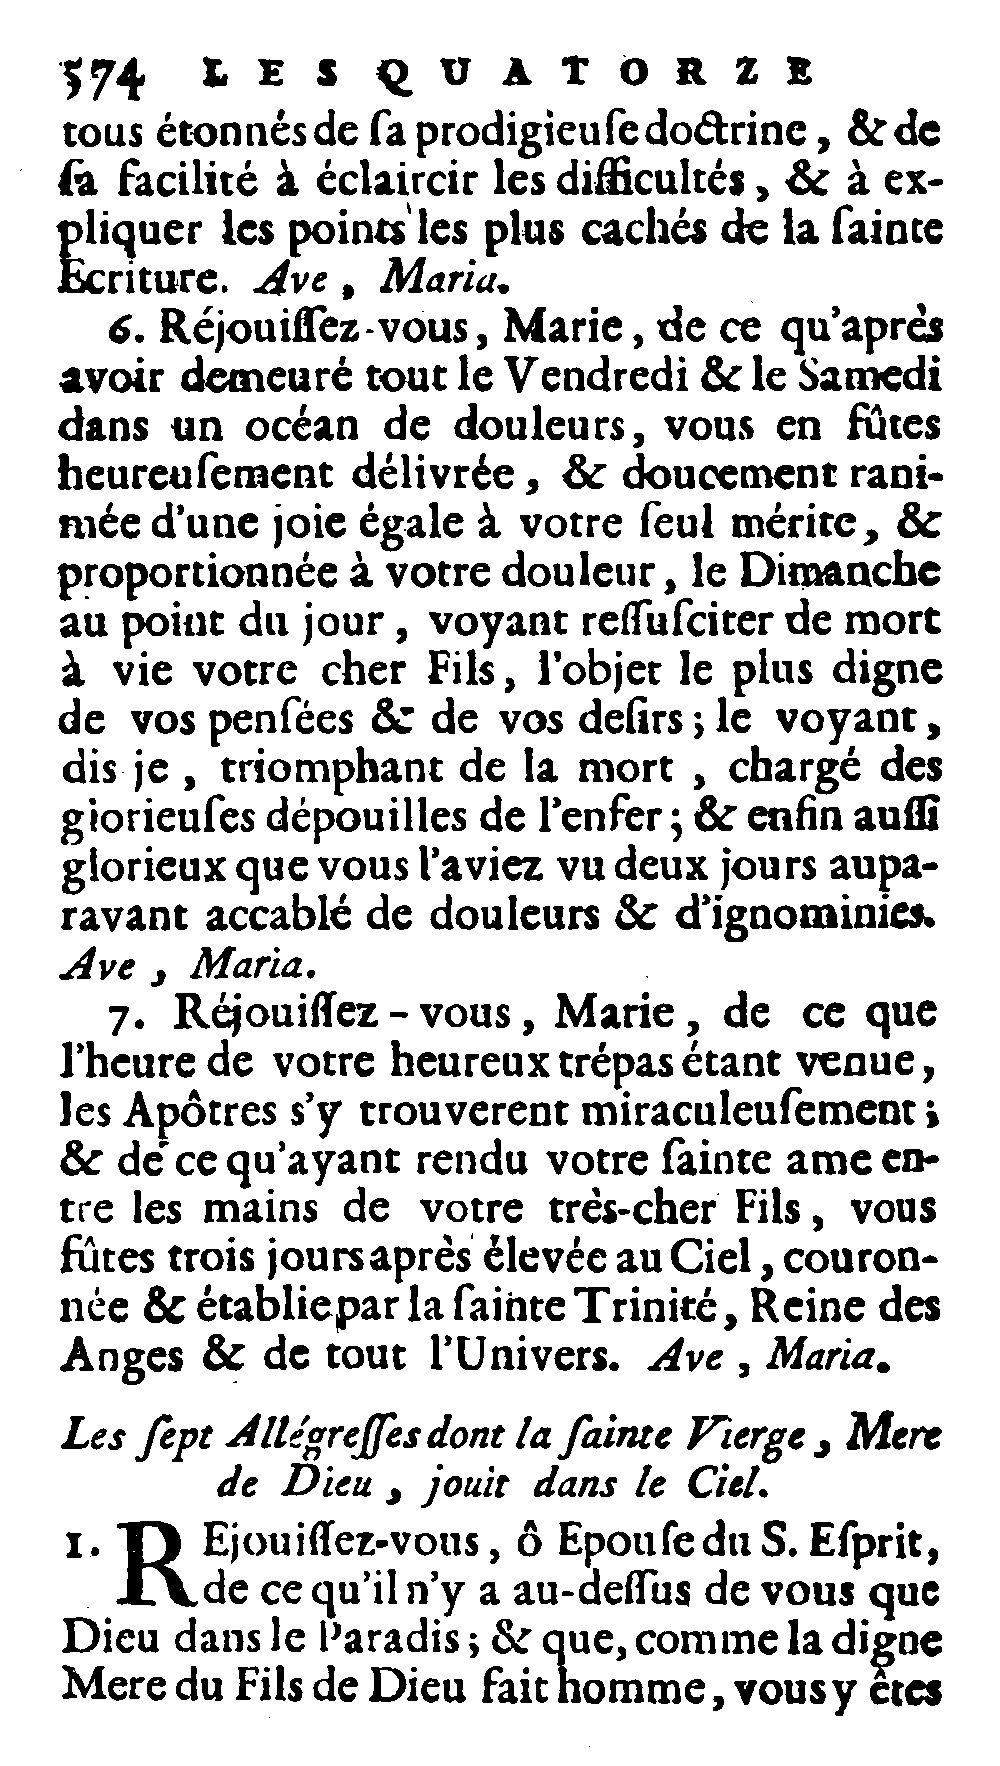 574 LES QUATORZE
tous étonnés de ſa prodigieuſe doctrine, & de
ſa facilité à éclaircir les difficultés, & à ex-
pliquer les points les plus cachés de la ſainte
Ecriture. Ave, Maria.
6. Réjouiſſez-vous, Marie, de ce qu'après
avoir demeuré tout le Vendredi & le Samedi
dans un océan de douleurs, vous en fûtes
heureuſement délivrée, & doucement rani-
mée d'une joie égale à votre ſeul mérite, &
proportionnée à votre douleur, le Dimanche
au point du jour, voyant reſſuſciter de mort
à vie votre cher Fils, l'objet le plus digne
de vos penſées & de vos deſirs; le voyant,
dis je, triomphant de la mort, chargé des
glorieuſes dépouilles de l'enfer; & enfin auſſi
glorieux que vous l'aviez vu deux jours aupa-
ravant accablé de douleurs & d'ignominies.
Ave, Maria.
7. Réjouiſſez-vous, Marie, de ce que
l'heure de votre heureux trépas étant venue,
les Apôtres s'y trouverent miraculeuſement;
& de ce qu'ayant rendu votre ſainte ame en-
tre les mains de votre très-cher Fils, vous
fûtes trois jours après élevée au Ciel, couron-
née & établie par la ſainte Trinité, Reine des
Anges & de tout l'Univers. Ave, Maria.
Les ſept Allégreſſes dont la ſainte Vierge, Mere
de Dieu, jouit dans le Ciel.
1. REjouiſſez-vous, ô Epouſe du S. Eſprit,
de ce qu'il n'y a au-deſſus de vous que
Dieu dans le Paradis; & que, comme la digne
Mere du Fils de Dieu fait homme, vous y êtes